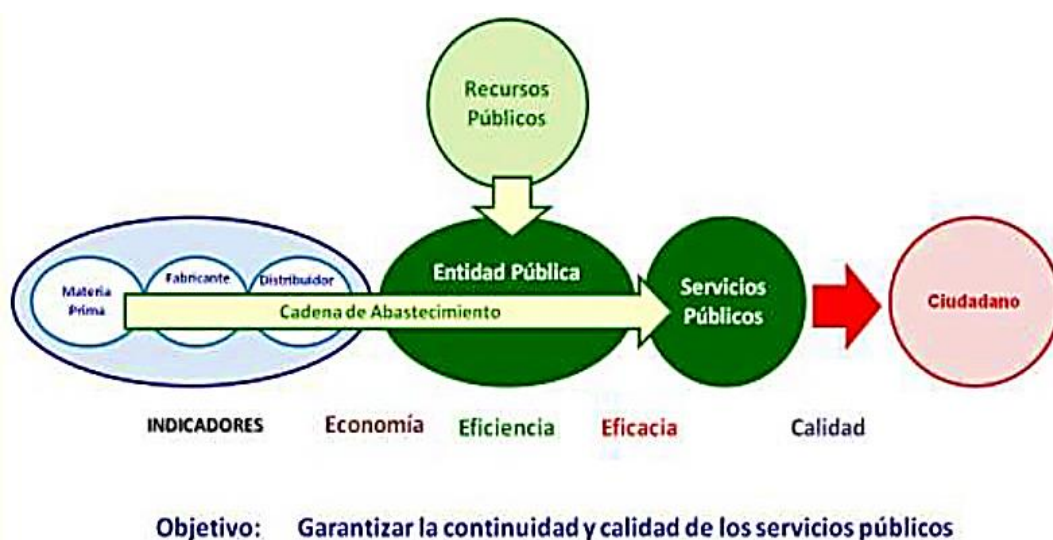 Recursos
Públicos
Entidad Pública
Materia
Prima
Fabricante
Distribuidor
Cadena de Abastecimiento
Servicios
Públicos
Ciudadano
INDICADORES Economía Eficiencia Eficacia Calidad
Objetivo: Garantizar la continuidad y calidad de los servicios públicos